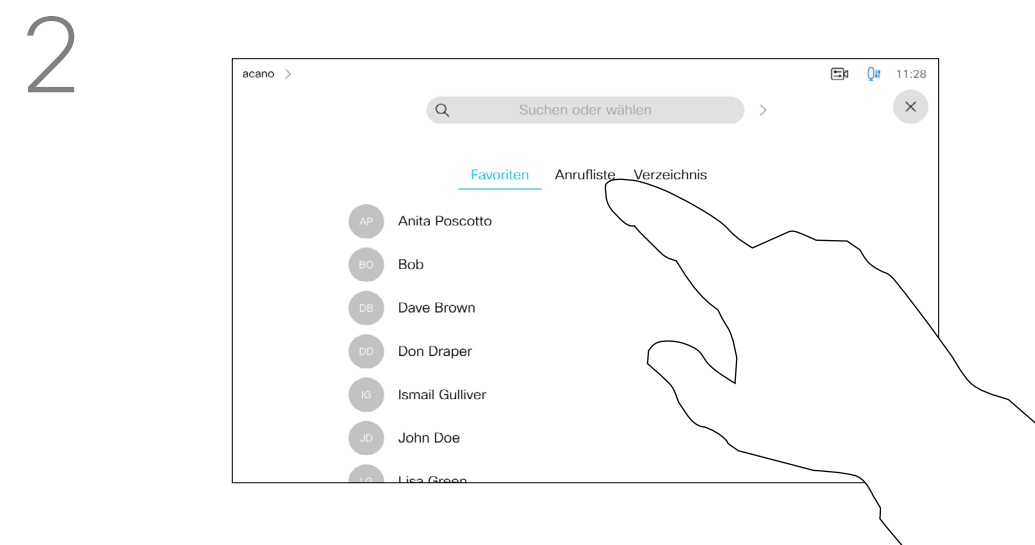 2
acano >
11:28
Suchen oder wählen >
Favoriten Anrufliste Verzeichnis
AP Anita Poscotto
BO Bob
DB Dave Brown
DD Don Draper
IG Ismail Gulliver
JD John Doe
LG Lisa Green